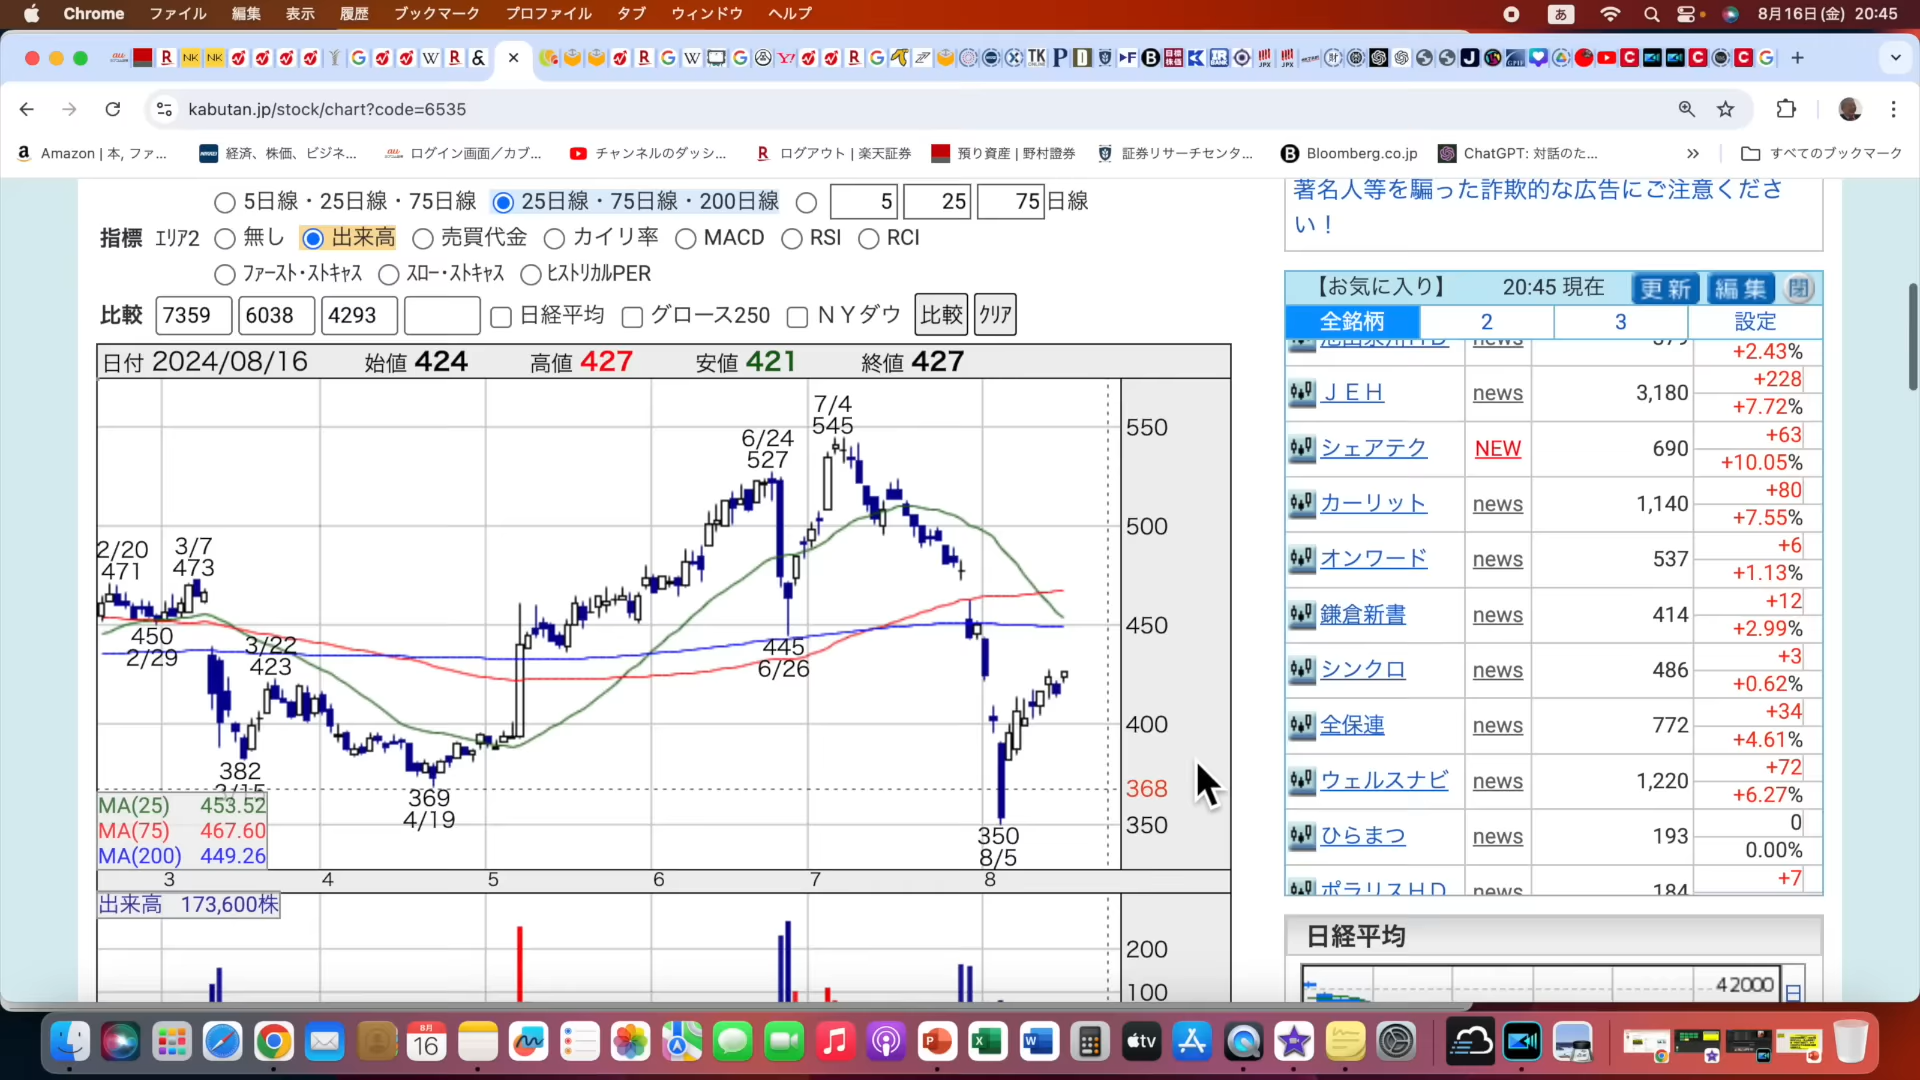 Chrome ファイル 編集 表示 履歴 ブックマーク プロファイル タブ ウィンドウ ヘルプ あ 8月16日(金) 20:45
kabutan.jp/stock/chart?code=6535
Amazon | 本, ファ... 経済、株価、ビジネ... ログイン画面／カブ... チャンネルのダッシ... ログアウト | 楽天証券 預り資産 | 野村證券 証券リサーチセンタ... Bloomberg.co.jp ChatGPT: 対話のた... » すべてのブックマーク
5日線・25日線・75日線 25日線・75日線・200日線 5 25 75 日線
指標 ｴﾘｱ2 無し 出来高 売買代金 カイリ率 MACD RSI RCI
ﾌｧｰｽﾄ･ｽﾄｷｬｽ ｽﾛｰ･ｽﾄｷｬｽ ﾋｽﾄﾘｶﾙPER
比較 7359 6038 4293 日経平均 グロース250 ＮＹダウ 比較 ｸﾘｱ
日付 2024/08/16 始値 424 高値 427 安値 421 終値 427
7/4
545
6/24
527
550
500
2/20
471
3/7
473
450
2/29
3/22
423
445
6/26
450
400
382
369
4/19
368
350
8/5
350
MA(25) 453.52
MA(75) 467.60
MA(200) 449.26
3 4 5 6 7 8
出来高 173,600株
200
100
著名人等を騙った詐欺的な広告にご注意くださ
い！
【お気に入り】 20:45 現在 更新 編集 閉
全銘柄 2 3 設定
池田泉州ＨＤ news 379 +2.43%
ＪＥＨ news 3,180 +228 +7.72%
シェアテク NEW 690 +63 +10.05%
カーリット news 1,140 +80 +7.55%
オンワード news 537 +6 +1.13%
鎌倉新書 news 414 +12 +2.99%
シンクロ news 486 +3 +0.62%
全保連 news 772 +34 +4.61%
ウェルスナビ news 1,220 +72 +6.27%
ひらまつ news 193 0 0.00%
ポラリスＨＤ news 184 +7
日経平均
42000
日